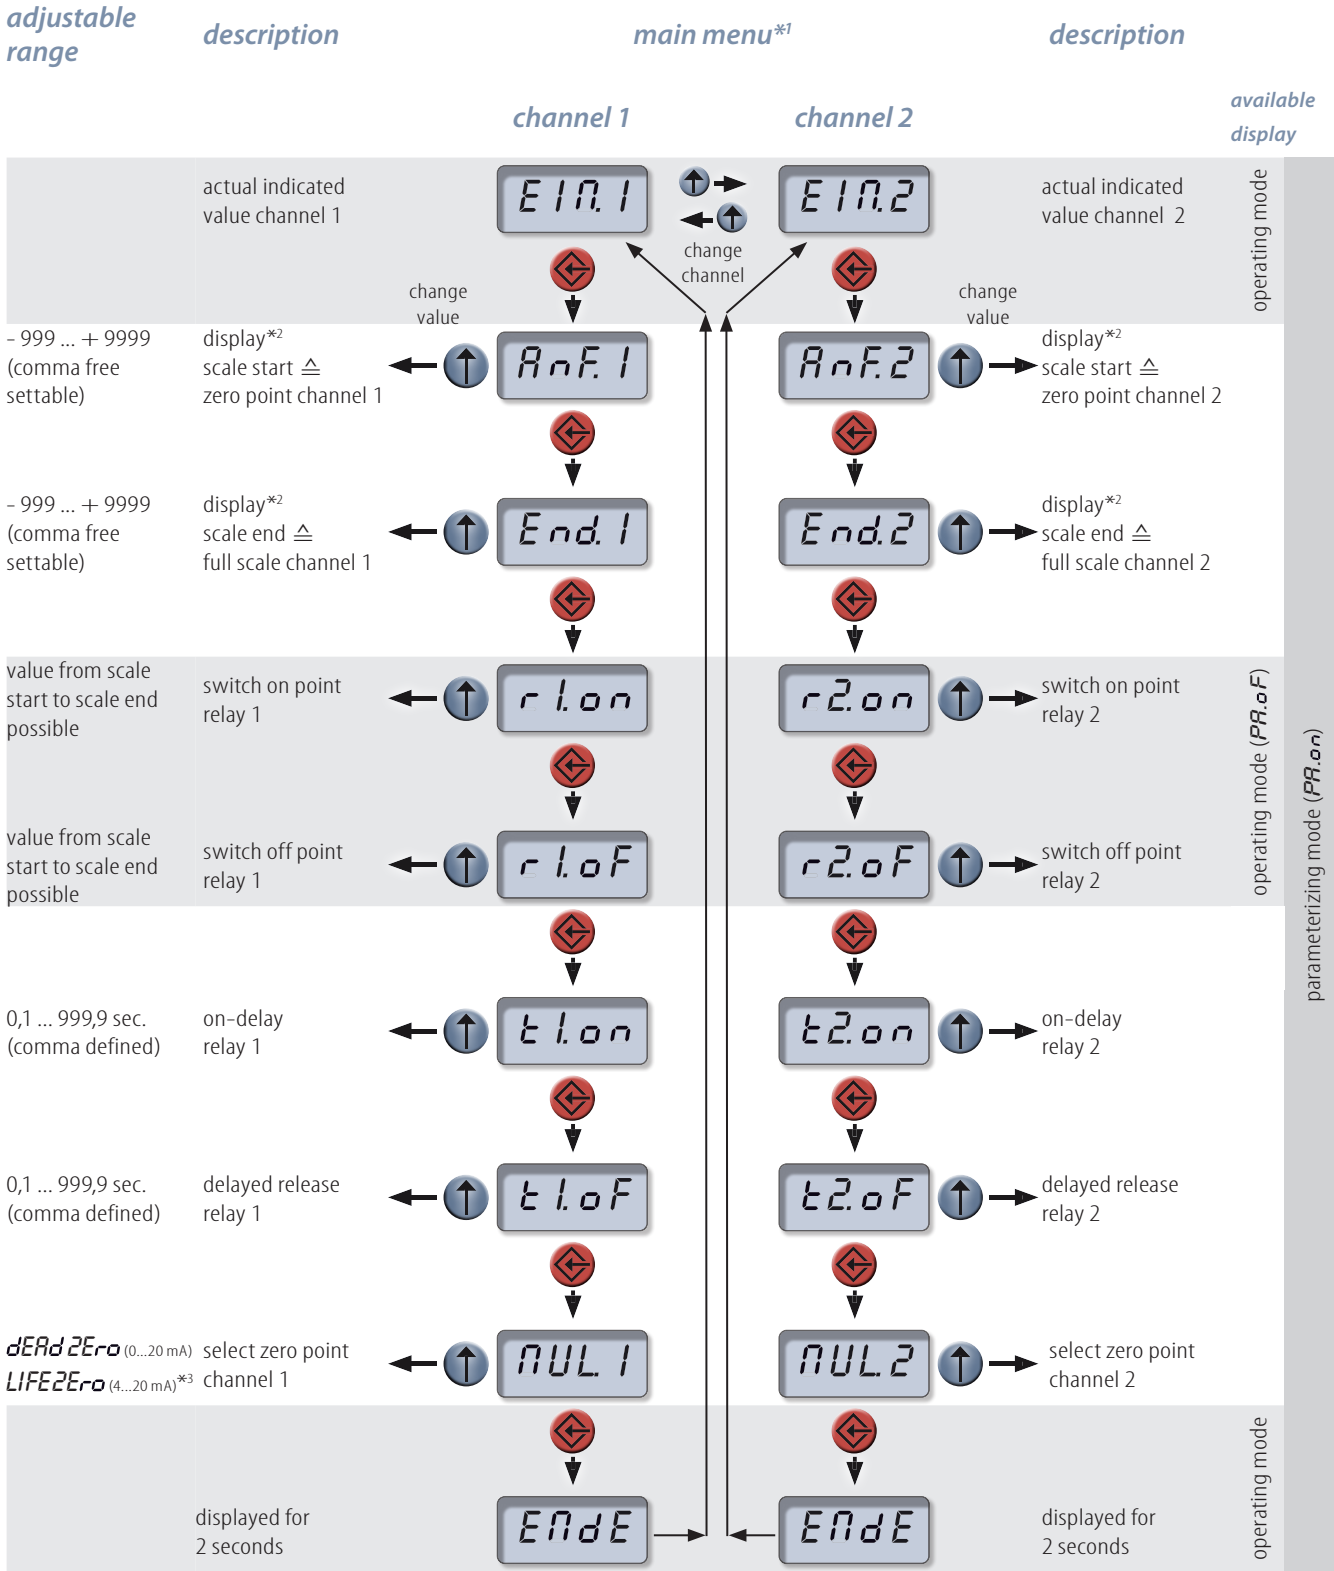 adjustable
range
description
main menu*1
description
channel 1
channel 2
available
display
actual indicated
value channel 1
EIN.1
EIN.2
actual indicated
value channel 2
operating mode
change
channel
change
value
change
value
- 999 ... + 9999
(comma free
settable)
display*2
scale start ≙
zero point channel 1
AnF.1
AnF.2
display*2
scale start ≙
zero point channel 2
- 999 ... + 9999
(comma free
settable)
display*2
scale end ≙
full scale channel 1
End.1
End.2
display*2
scale end ≙
full scale channel 2
value from scale
start to scale end
possible
switch on point
relay 1
r1.on
r2.on
switch on point
relay 2
operating mode (PA.oF)
parameterizing mode (PA.on)
value from scale
start to scale end
possible
switch off point
relay 1
r1.oF
r2.oF
switch off point
relay 2
0,1 ... 999,9 sec.
(comma defined)
on-delay
relay 1
t1.on
t2.on
on-delay
relay 2
0,1 ... 999,9 sec.
(comma defined)
delayed release
relay 1
t1.oF
t2.oF
delayed release
relay 2
dEAd ZEro (0...20 mA)
LIFE ZEro (4...20 mA)*3
select zero point
channel 1
NUL.1
NUL.2
select zero point
channel 2
displayed for
2 seconds
ENdE
ENdE
displayed for
2 seconds
operating mode